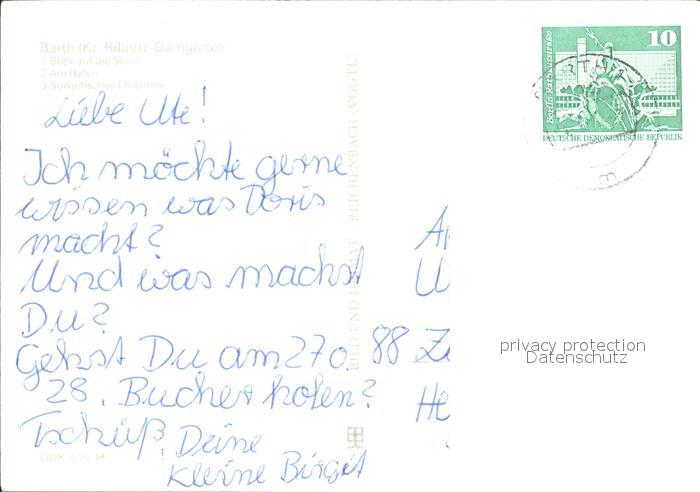 Barth (Kr. Ribnitz-Damgarten)
1 Blick auf die Stadt
2 Am Hafen
3 Sowjetisches Ehrenmal
10
Berlin, Rathausstraße
DEUTSCHE DEMOKRATISCHE REPUBLIK
Liebe Ute!
Ich möchte gerne
wissen was Doris
macht?
Und was machst
Du?
Gehst Du am 27 o. 88
28. Bücher holen?
Tschüß, Deine
Kleine Birgit
BILD UND HEIMAT · REICHENBACH (VOGTL)
privacy protection
Datenschutz